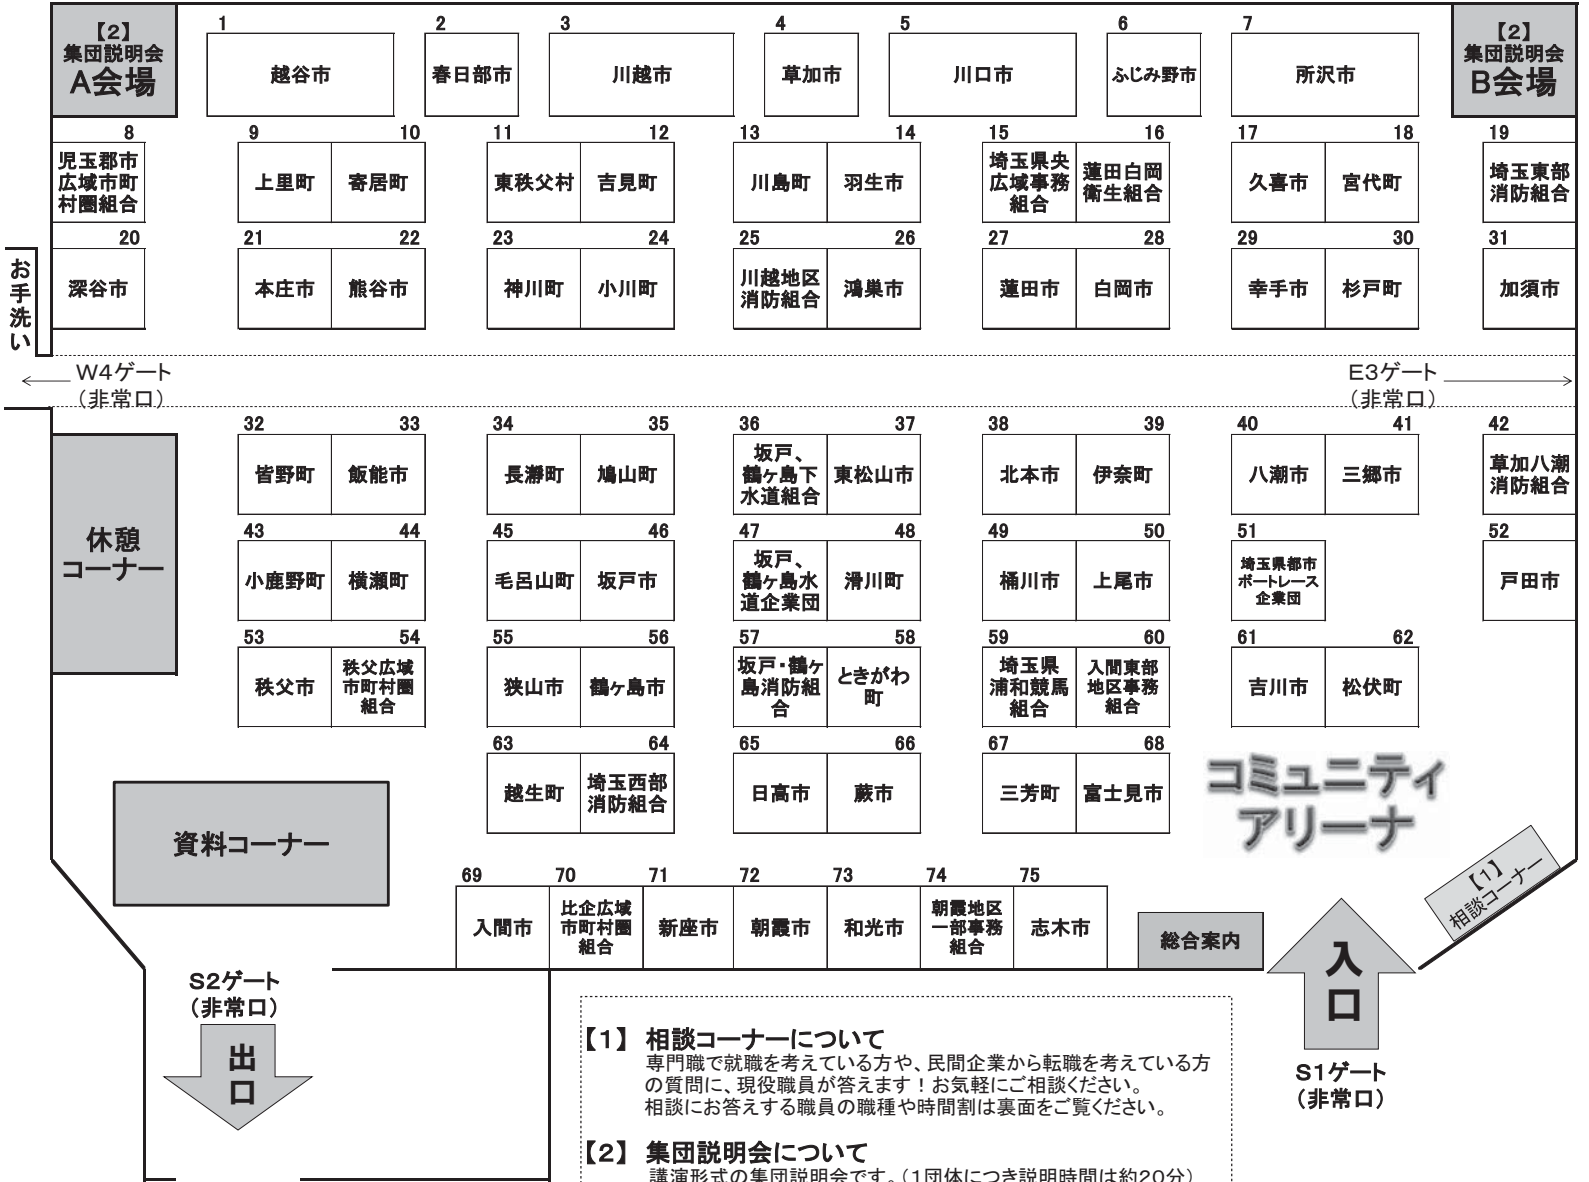 【2】
集団説明会
A会場
1
越谷市
2
春日部市
3
川越市
4
草加市
5
川口市
6
ふじみ野市
7
所沢市
【2】
集団説明会
B会場
8
児玉郡市
広域市町
村圏組合
9
上里町
10
寄居町
11
東秩父村
12
吉見町
13
川島町
14
羽生市
15
埼玉県央
広域事務
組合
16
蓮田白岡
衛生組合
17
久喜市
18
宮代町
19
埼玉東部
消防組合
お手洗い
20
深谷市
21
本庄市
22
熊谷市
23
神川町
24
小川町
25
川越地区
消防組合
26
鴻巣市
27
蓮田市
28
白岡市
29
幸手市
30
杉戸町
31
加須市
W4ゲート
(非常口)
E3ゲート
(非常口)
32
皆野町
33
飯能市
34
長瀞町
35
鳩山町
36
坂戸、
鶴ヶ島下
水道組合
37
東松山市
38
北本市
39
伊奈町
40
八潮市
41
三郷市
42
草加八潮
消防組合
休憩
コーナー
43
小鹿野町
44
横瀬町
45
毛呂山町
46
坂戸市
47
坂戸、
鶴ヶ島水
道企業団
48
滑川町
49
桶川市
50
上尾市
51
埼玉県都市
ボートレース
企業団
52
戸田市
53
秩父市
54
秩父広域
市町村圏
組合
55
狭山市
56
鶴ヶ島市
57
坂戸・鶴ヶ
島消防組
合
58
ときがわ
町
59
埼玉県
浦和競馬
組合
60
入間東部
地区事務
組合
61
吉川市
62
松伏町
63
越生町
64
埼玉西部
消防組合
65
日高市
66
蕨市
67
三芳町
68
富士見市
コミュニティ
アリーナ
資料コーナー
69
入間市
70
比企広域
市町村圏
組合
71
新座市
72
朝霞市
73
和光市
74
朝霞地区
一部事務
組合
75
志木市
総合案内
【1】
相談コーナー
入
口
S1ゲート
(非常口)
S2ゲート
(非常口)
出
口
【1】 相談コーナーについて
専門職で就職を考えている方や、民間企業から転職を考えている方
の質問に、現役職員が答えます！お気軽にご相談ください。
相談にお答えする職員の職種や時間割は裏面をご覧ください。
【2】 集団説明会について
講演形式の集団説明会です。(1団体につき説明時間は約20分)